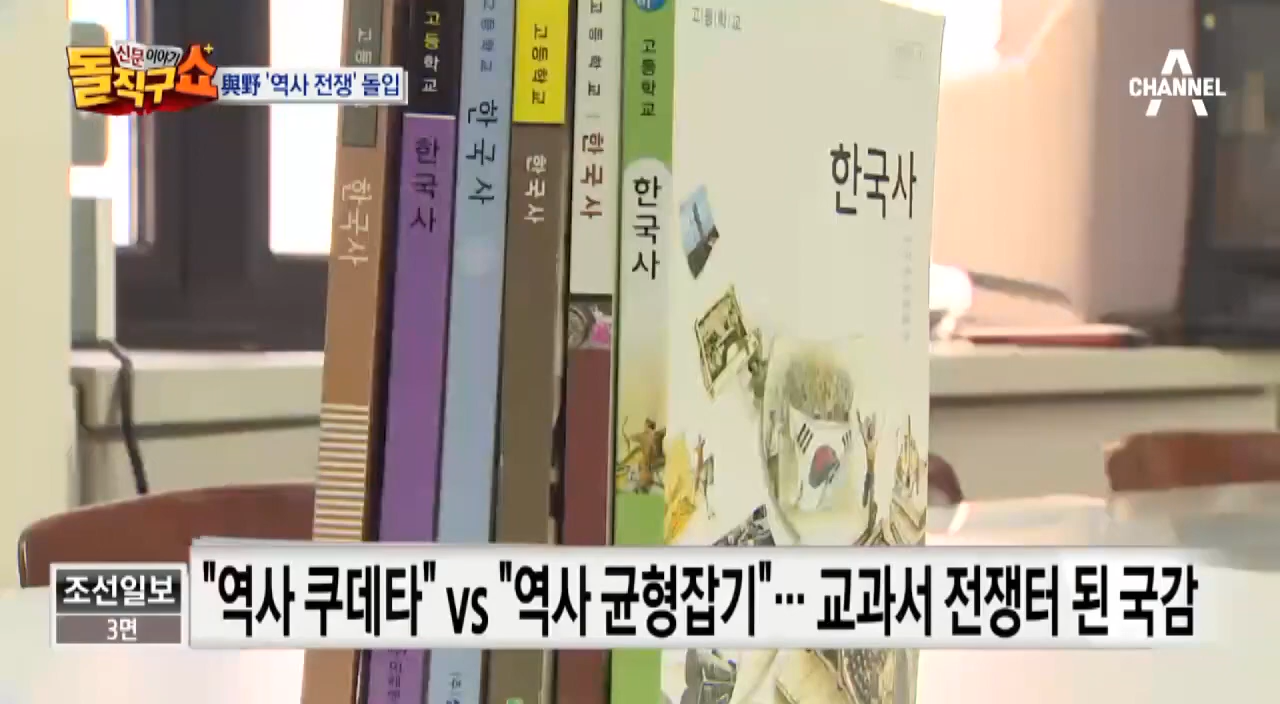 신문이야기
돌직구쇼+
與野 '역사 전쟁' 돌입
CHANNEL A
고등학교
한국사
고등학교
한국사
고등학교
한국사
고등학교
한국사
고등학교
한국사
고등학교
한국사
고등학교
한국사
조선일보
3면
"역사 쿠데타" vs "역사 균형잡기"… 교과서 전쟁터 된 국감